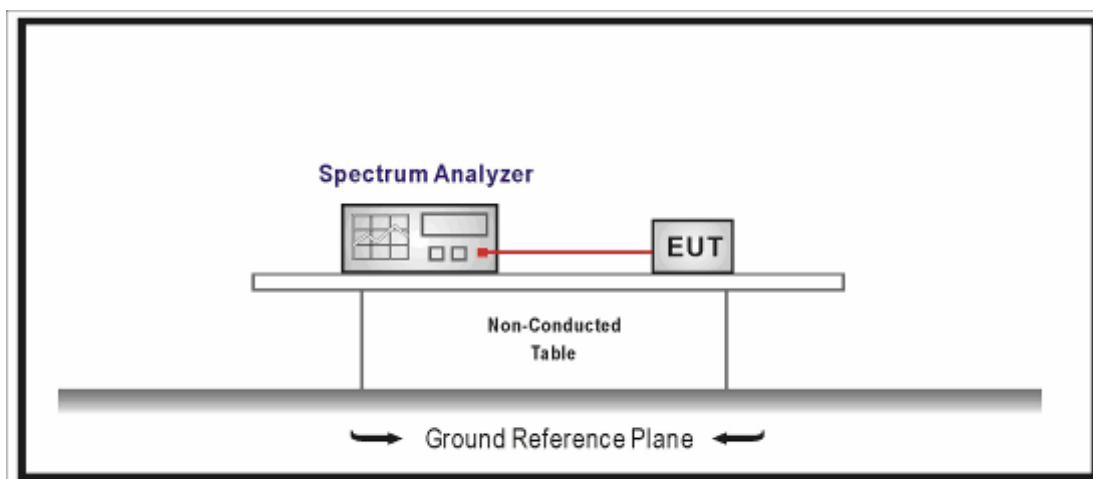 Spectrum Analyzer
EUT
Non-Conducted
Table
Ground Reference Plane